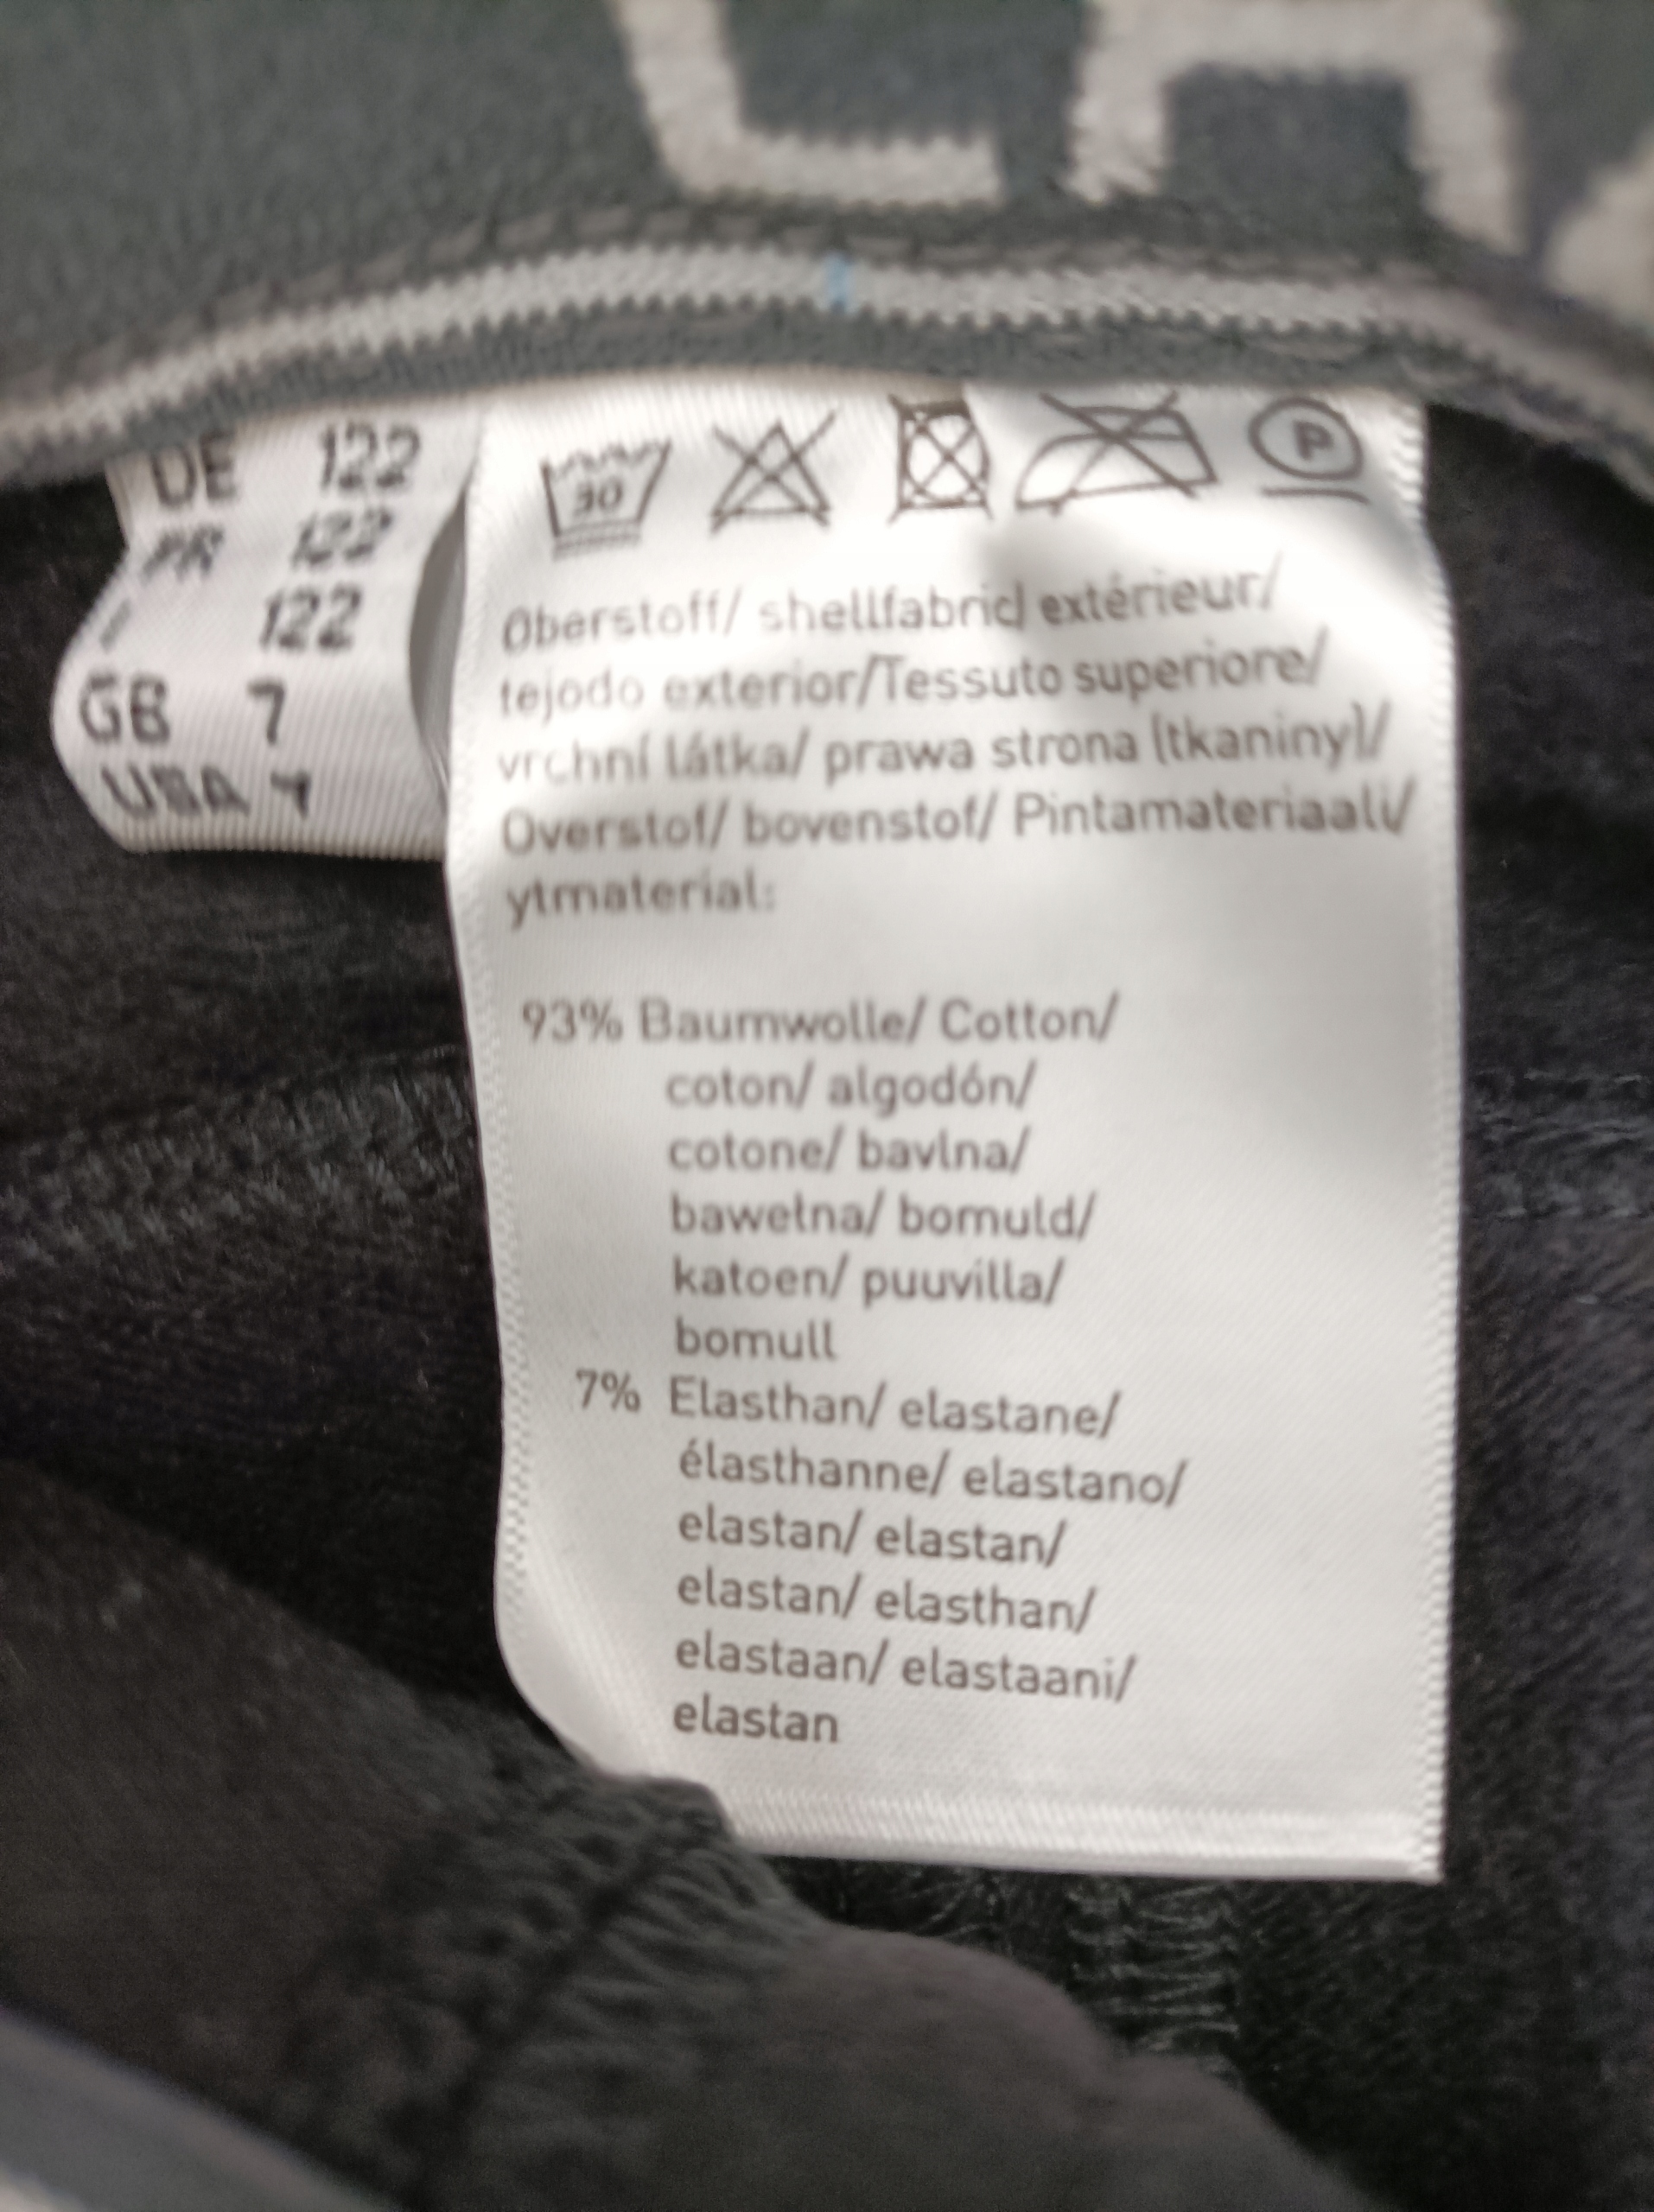 DE 122
FR 122
I 122
GB 7
USA 7
30
P
Oberstoff/ shellfabric/ extérieur/
tejodo exterior/Tessuto superiore/
vrchní látka/ prawa strona (tkaniny)/
Overstof/ bovenstof/ Pintamateriaali/
ytmaterial:
93% Baumwolle/ Cotton/
coton/ algodón/
cotone/ bavlna/
bawełna/ bomuld/
katoen/ puuvilla/
bomull
7% Elasthan/ elastane/
élasthanne/ elastano/
elastan/ elastan/
elastan/ elasthan/
elastaan/ elastaani/
elastan